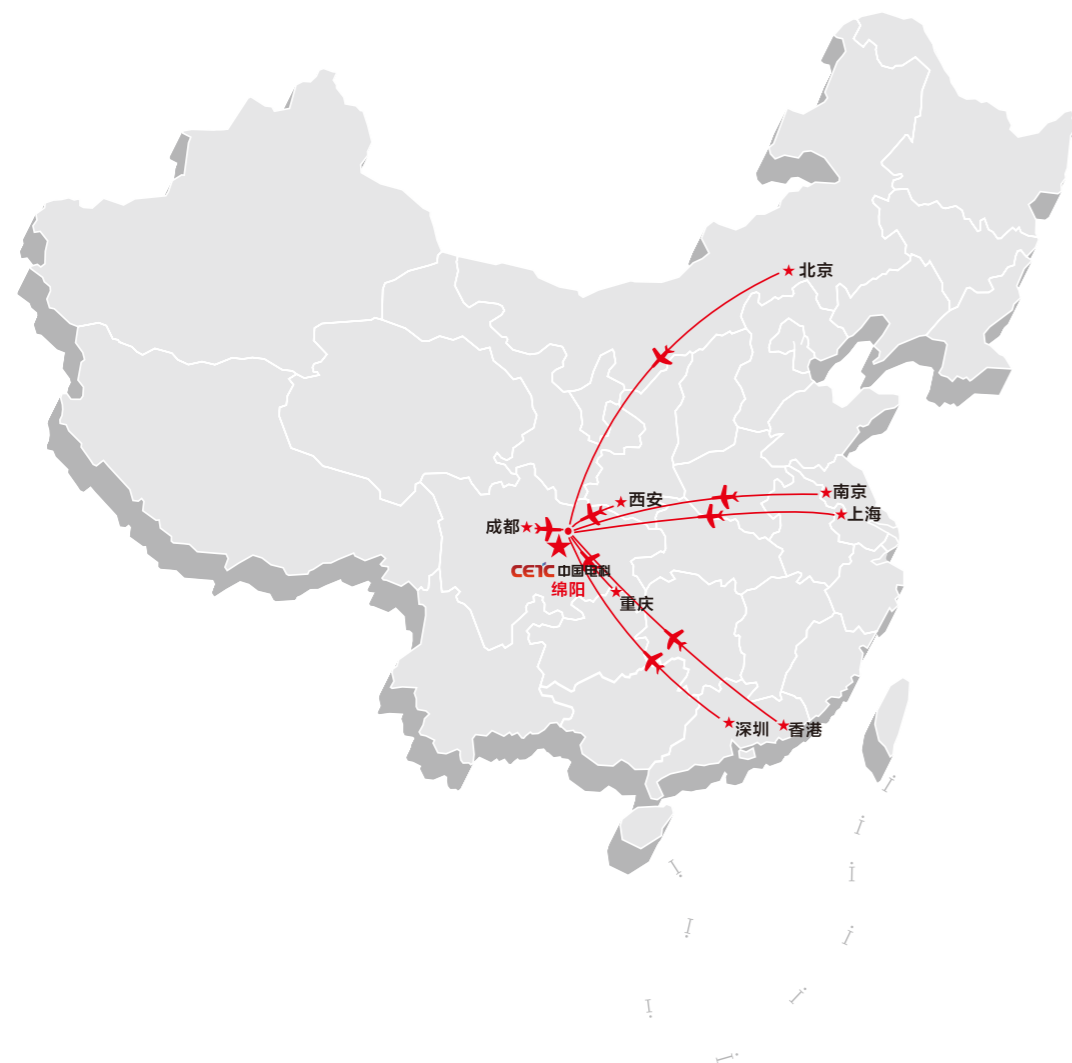 北京
西安
南京
上海
成都
CETC 中国电科
绵阳
重庆
深圳
香港